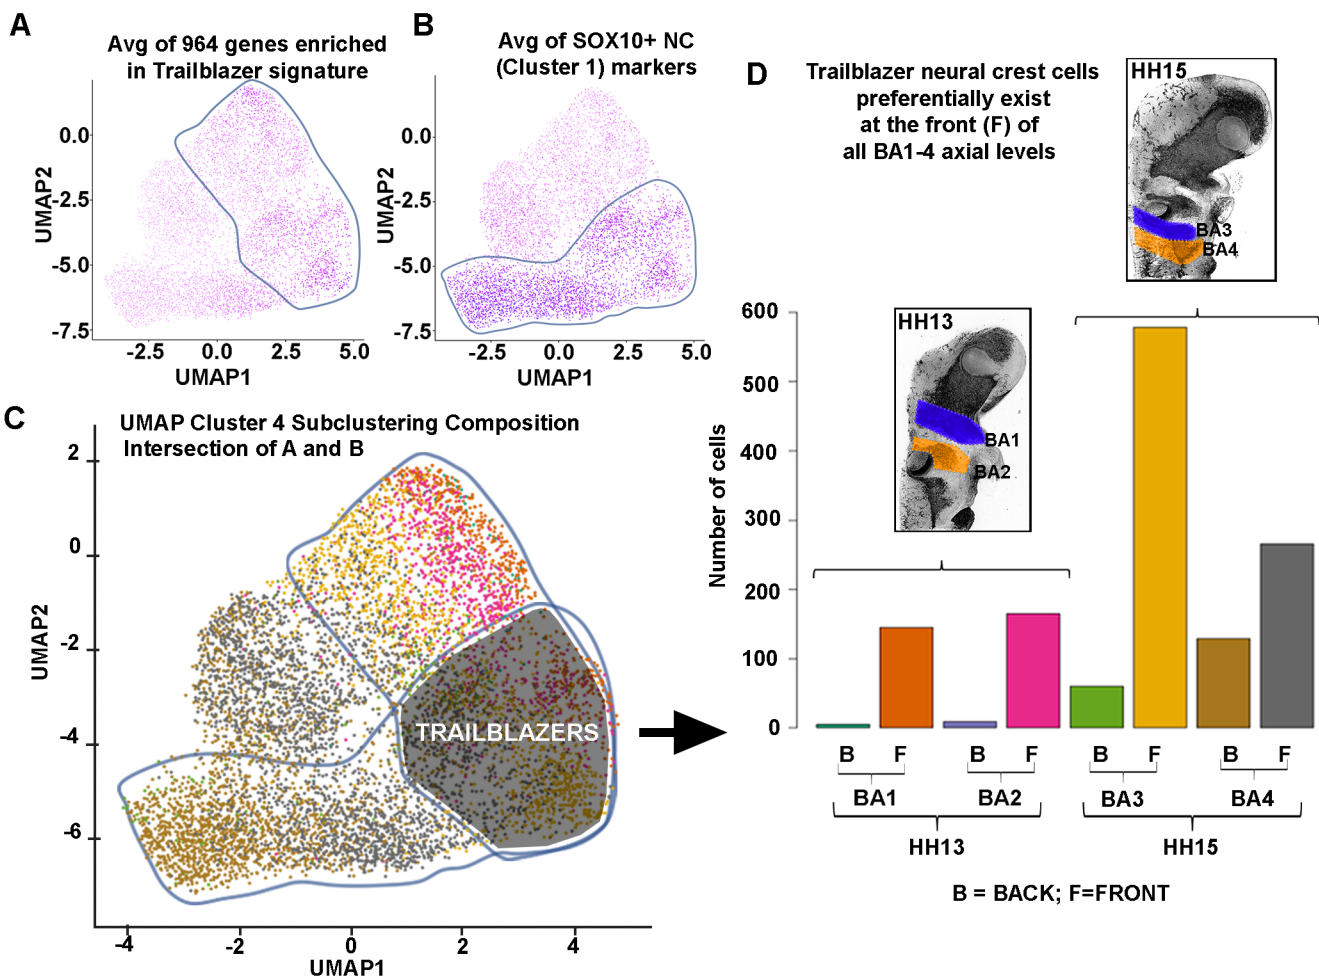 A
Avg of 964 genes enriched
in Trailblazer signature
UMAP2
0.0
-2.5
-5.0
-7.5
-2.5
0.0
2.5
5.0
UMAP1
B
Avg of SOX10+ NC
(Cluster 1) markers
UMAP2
0.0
-2.5
-5.0
-7.5
-2.5
0.0
2.5
5.0
UMAP1
C
UMAP Cluster 4 Subclustering Composition
Intersection of A and B
UMAP2
2
0
-2
-4
-6
TRAILBLAZERS
-4
-2
0
2
4
UMAP1
D
Trailblazer neural crest cells
preferentially exist
at the front (F) of
all BA1-4 axial levels
HH15
BA3
BA4
HH13
BA1
BA2
Number of cells
600
500
400
300
200
100
0
B F B F B F B F
BA1 BA2 BA3 BA4
HH13 HH15
B = BACK; F=FRONT